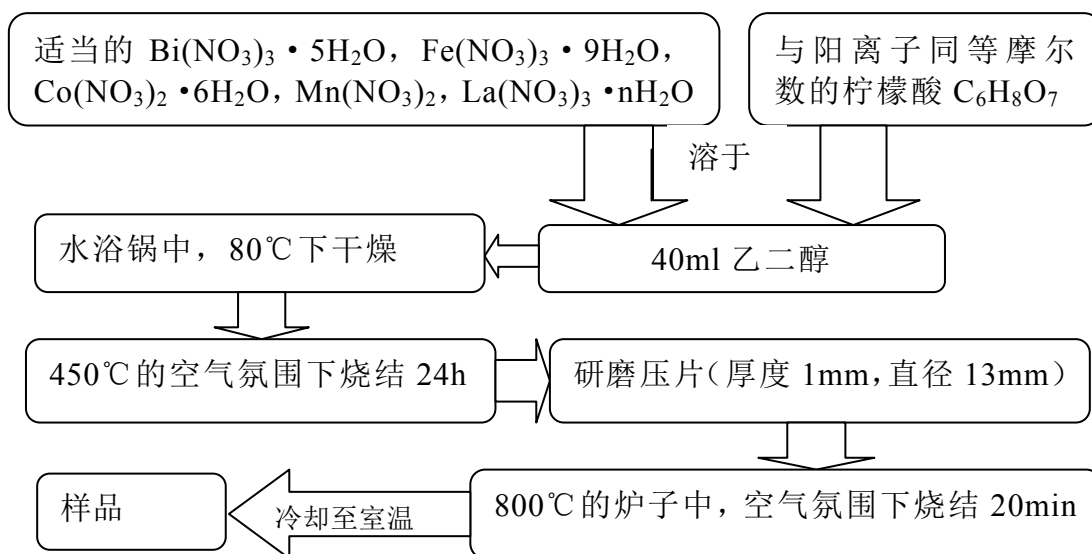 适当的 Bi(NO₃)₃·5H₂O，Fe(NO₃)₃·9H₂O，
Co(NO₃)₂·6H₂O，Mn(NO₃)₂，La(NO₃)₃·nH₂O
与阳离子同等摩尔
数的柠檬酸 C₆H₈O₇
溶于
水浴锅中，80℃下干燥
40ml 乙二醇
450℃的空气氛围下烧结 24h
研磨压片（厚度 1mm，直径 13mm）
样品
冷却至室温
800℃的炉子中，空气氛围下烧结 20min